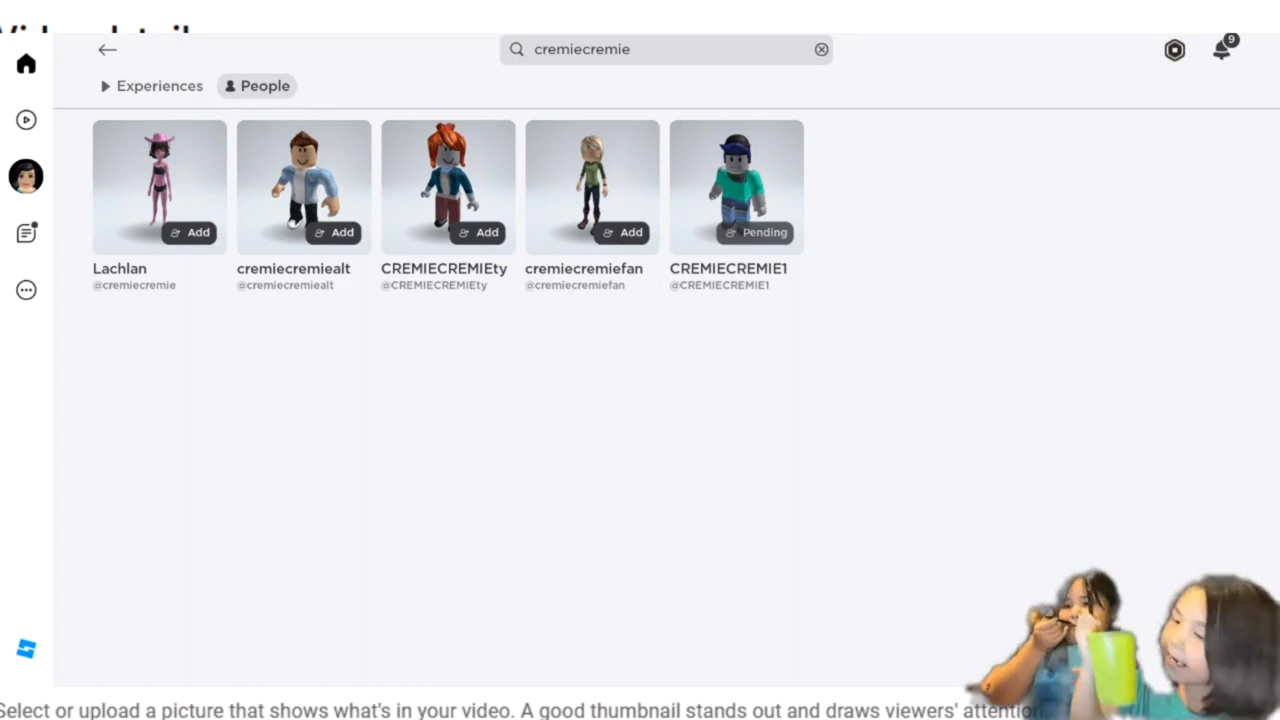 cremiecremie
9
Experiences
People
Add
Add
Add
Add
Pending
Lachlan
cremiecremiealt
CREMIECREMIEty
cremiecremiefan
CREMIECREMIE1
@cremiecremie
@cremiecremiealt
@CREMIECREMIEty
@cremiecremiefan
@CREMIECREMIE1
Select or upload a picture that shows what's in your video. A good thumbnail stands out and draws viewers' attention.